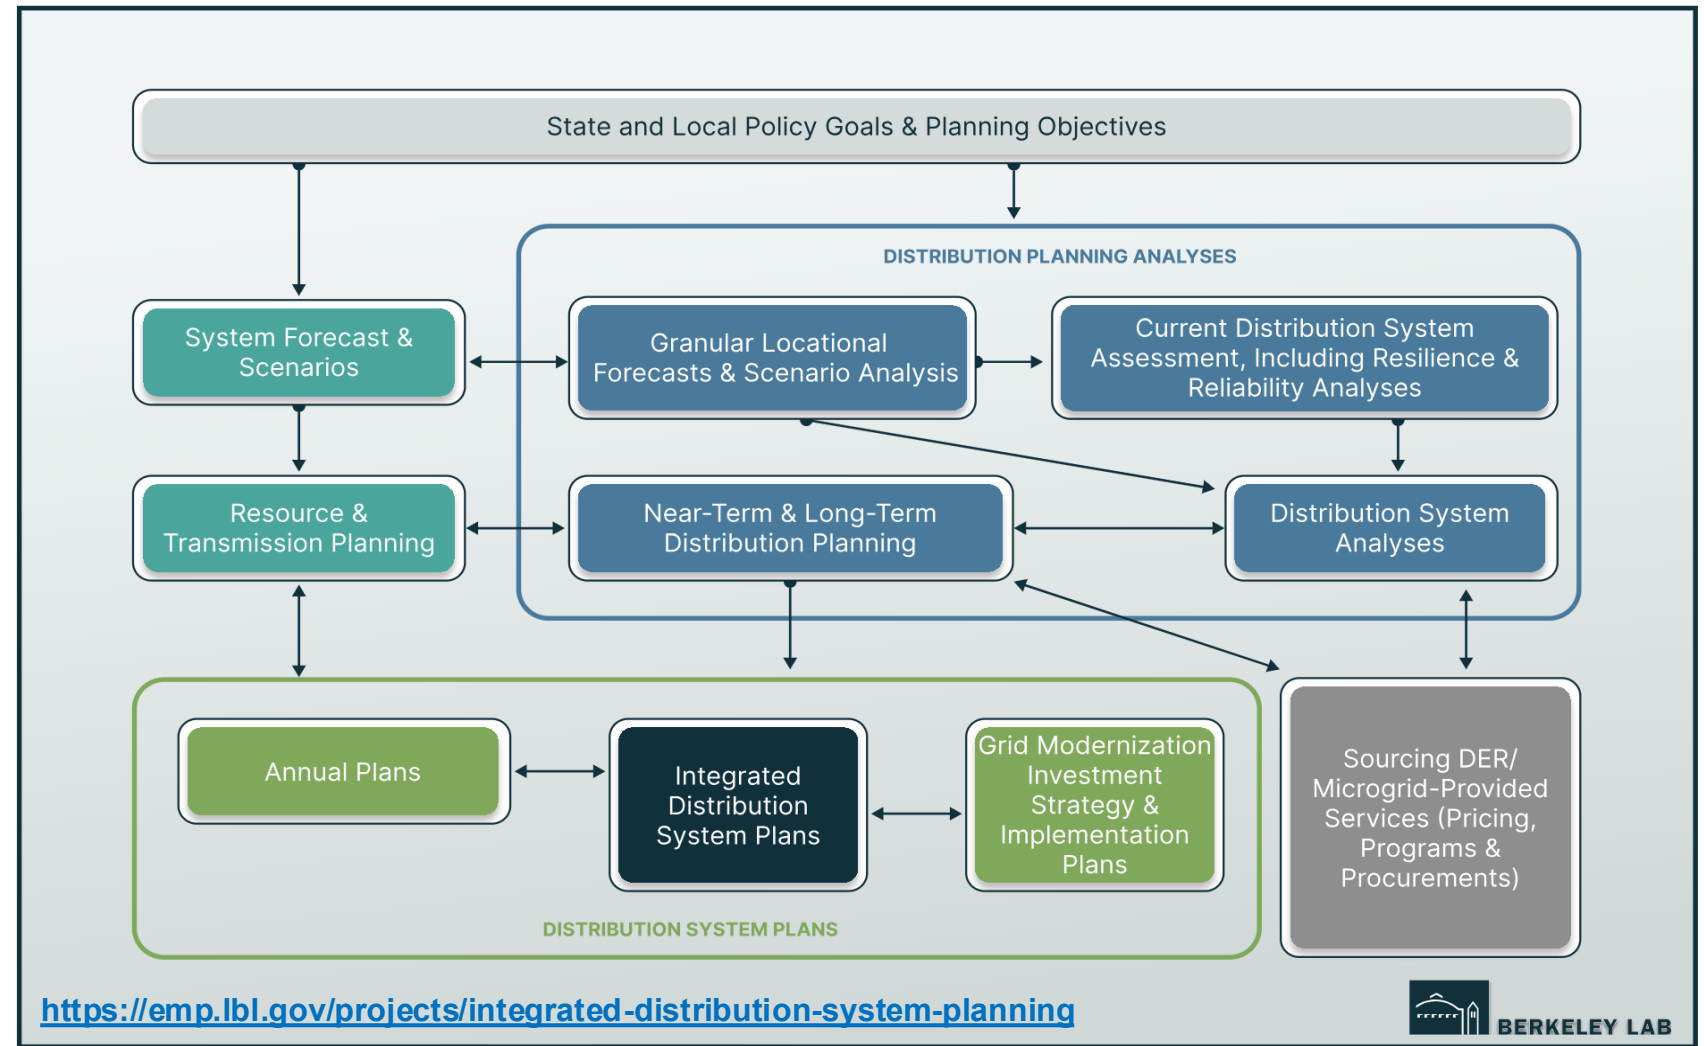 State and Local Policy Goals & Planning Objectives
DISTRIBUTION PLANNING ANALYSES
System Forecast &
Scenarios
Granular Locational
Forecasts & Scenario Analysis
Current Distribution System
Assessment, Including Resilience &
Reliability Analyses
Resource &
Transmission Planning
Near-Term & Long-Term
Distribution Planning
Distribution System
Analyses
Annual Plans
Integrated
Distribution
System Plans
Grid Modernization
Investment
Strategy &
Implementation
Plans
Sourcing DER/
Microgrid-Provided
Services (Pricing,
Programs &
Procurements)
DISTRIBUTION SYSTEM PLANS
https://emp.lbl.gov/projects/integrated-distribution-system-planning
BERKELEY LAB